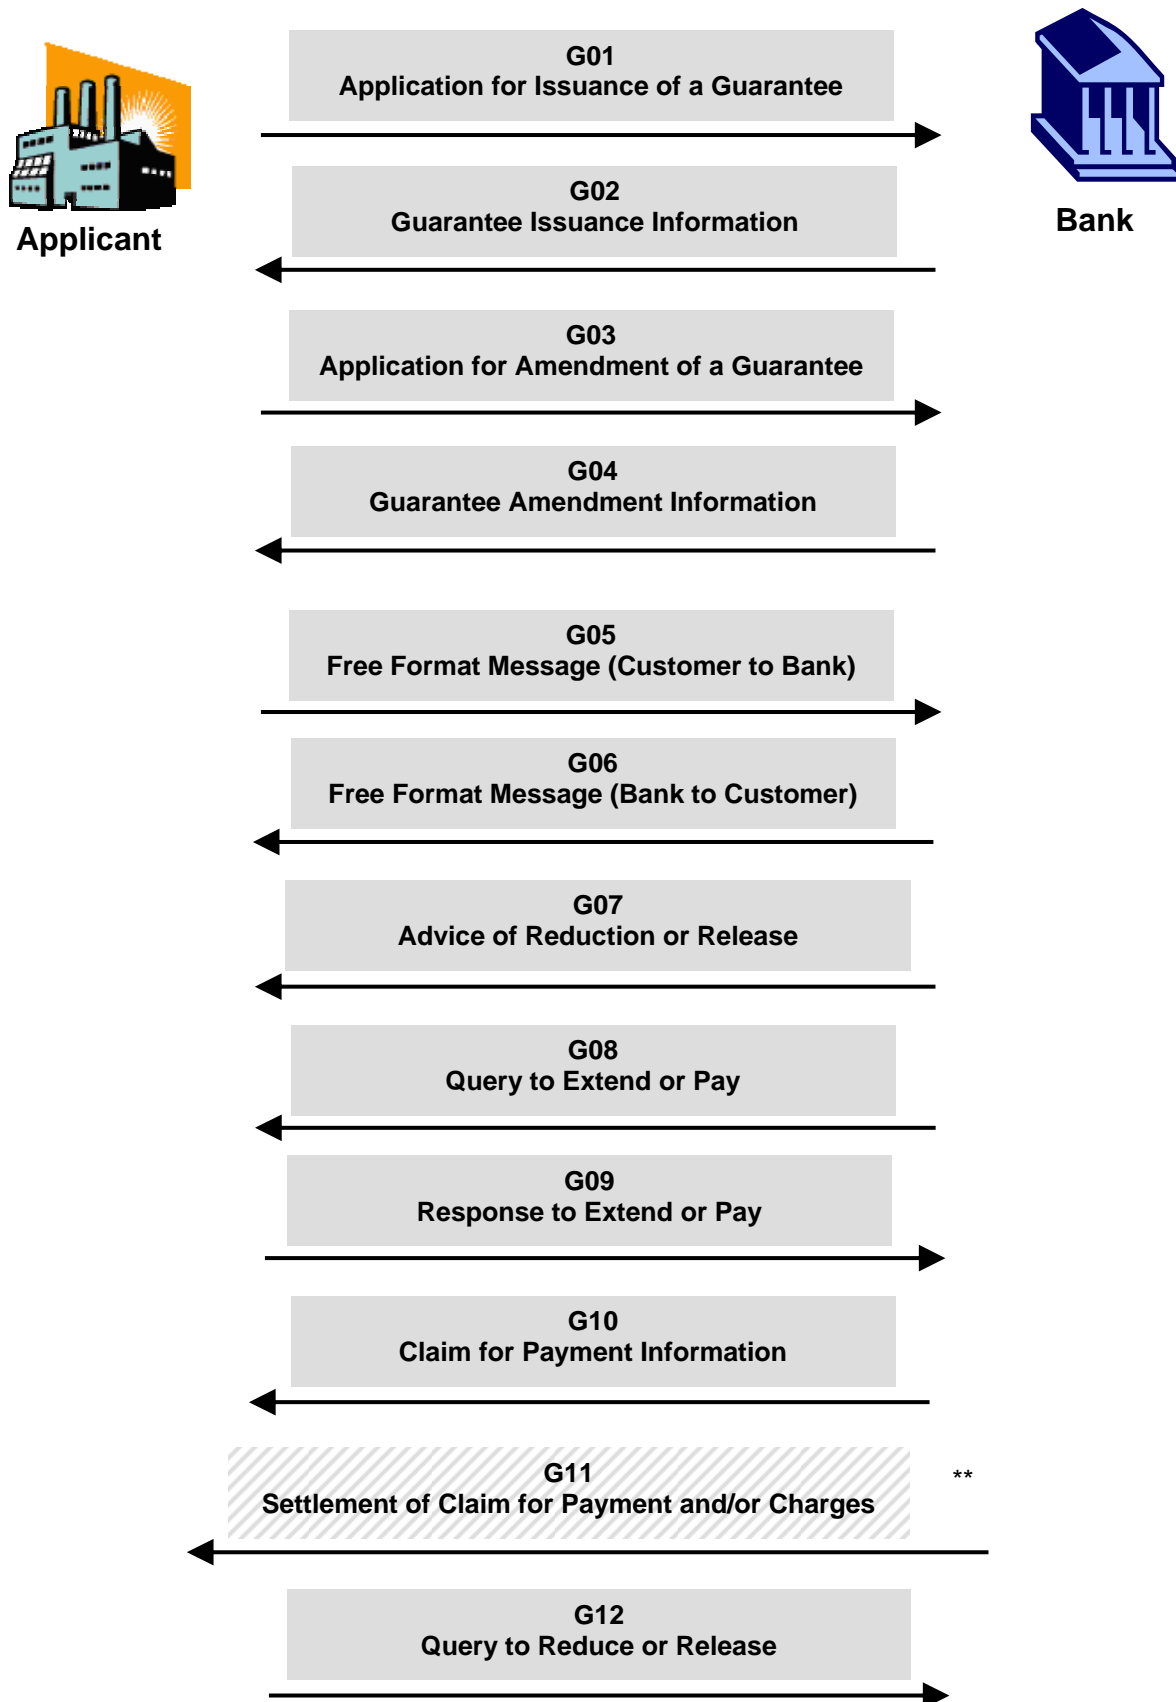 G01
Application for Issuance of a Guarantee
Applicant
Bank
G02
Guarantee Issuance Information
G03
Application for Amendment of a Guarantee
G04
Guarantee Amendment Information
G05
Free Format Message (Customer to Bank)
G06
Free Format Message (Bank to Customer)
G07
Advice of Reduction or Release
G08
Query to Extend or Pay
G09
Response to Extend or Pay
G10
Claim for Payment Information
G11
**
Settlement of Claim for Payment and/or Charges
G12
Query to Reduce or Release